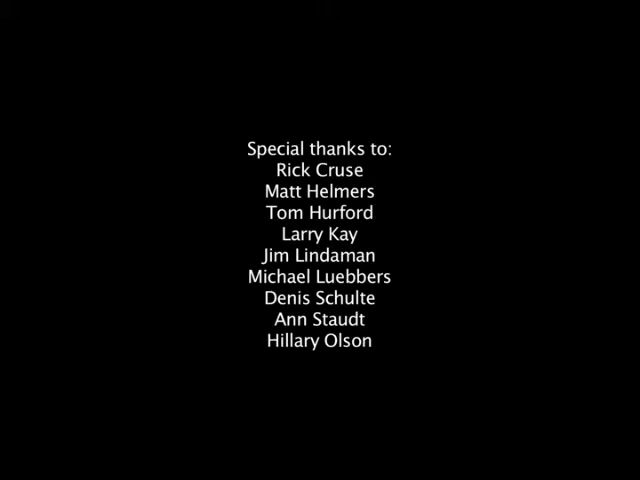 Special thanks to:
Rick Cruse
Matt Helmers
Tom Hurford
Larry Kay
Jim Lindaman
Michael Luebbers
Denis Schulte
Ann Staudt
Hillary Olson